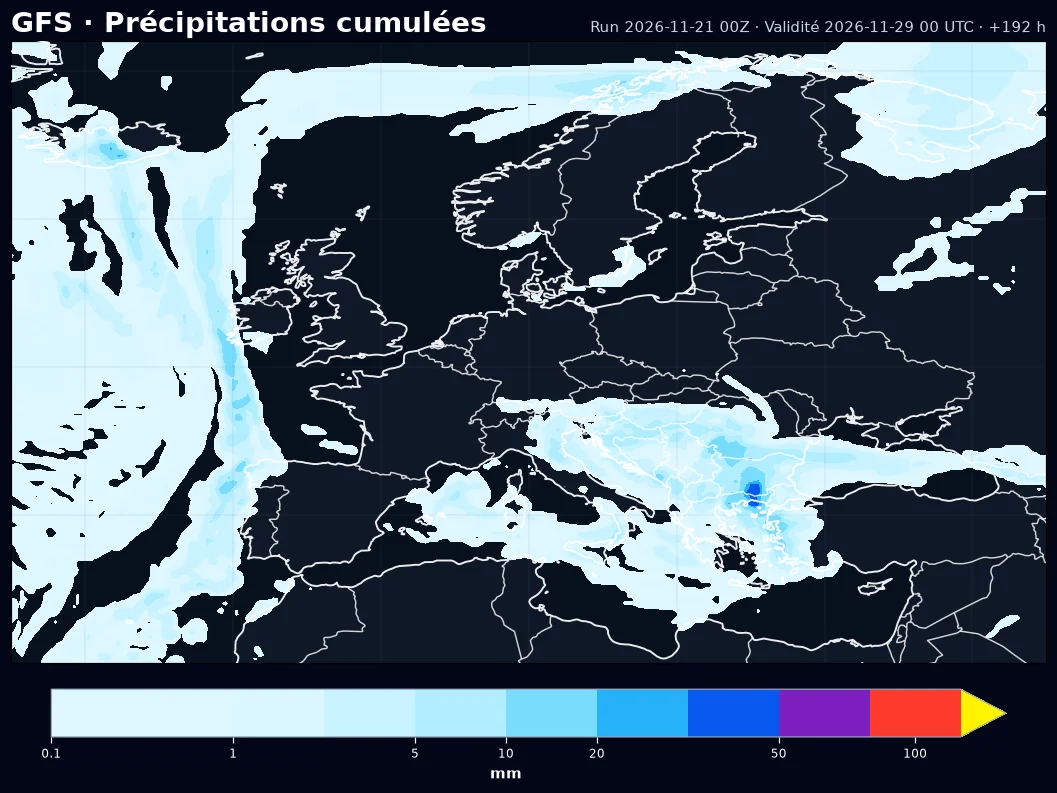 GFS · Précipitations cumulées
Run 2026-11-21 00Z · Validité 2026-11-29 00 UTC · +192 h
0.1 1 5 10 20 50 100
mm